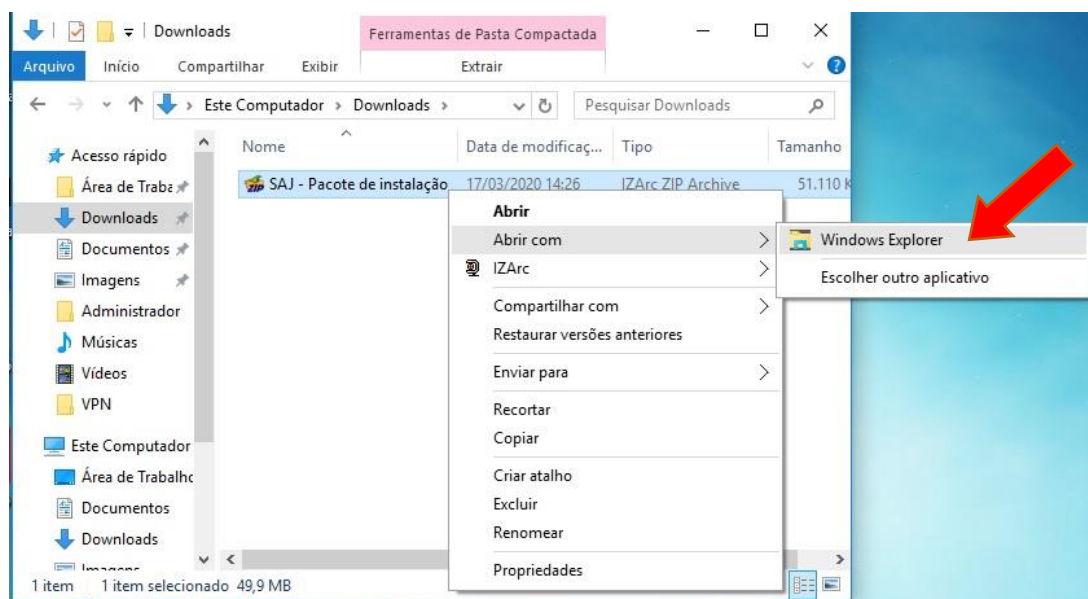 Downloads
Ferramentas de Pasta Compactada
Arquivo Início Compartilhar Exibir Extrair
Este Computador > Downloads >
Pesquisar Downloads
Nome Data de modificaç... Tipo Tamanho
Acesso rápido
Área de Traba
Downloads
Documentos
Imagens
Administrador
Músicas
Vídeos
VPN
Este Computador
Área de Trabalho
Documentos
Downloads
SAJ - Pacote de instalação 17/03/2020 14:26 IZArc ZIP Archive 51.110 K
Abrir
Abrir com
IZArc
Compartilhar com
Restaurar versões anteriores
Enviar para
Recortar
Copiar
Criar atalho
Excluir
Renomear
Propriedades
Windows Explorer
Escolher outro aplicativo
1 item 1 item selecionado 49,9 MB